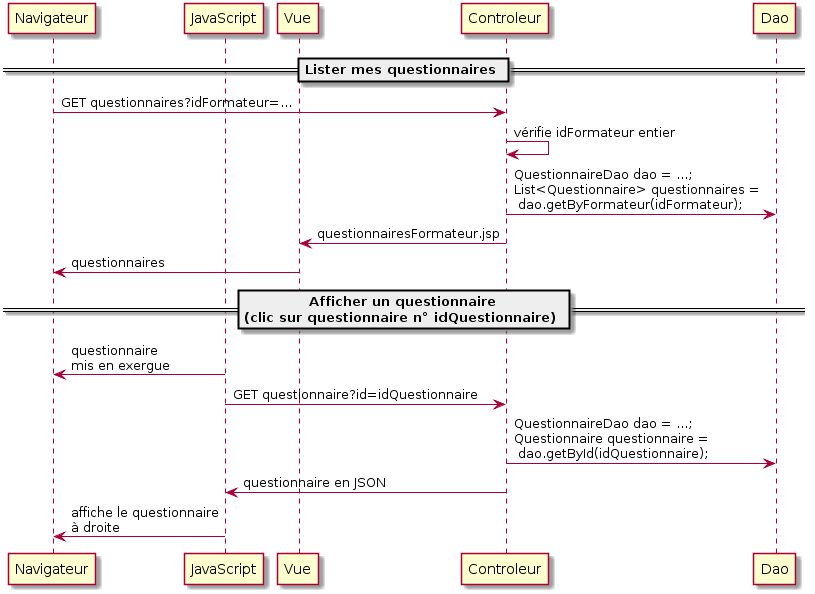 Navigateur JavaScript Vue Controleur Dao
Lister mes questionnaires
GET questionnaires?idFormateur=...
vérifie idFormateur entier
QuestionnaireDao dao = ...;
List<Questionnaire> questionnaires =
dao.getByFormateur(idFormateur);
questionnairesFormateur.jsp
questionnaires
Afficher un questionnaire
(clic sur questionnaire n° idQuestionnaire)
questionnaire
mis en exergue
GET questionnaire?id=idQuestionnaire
QuestionnaireDao dao = ...;
Questionnaire questionnaire =
dao.getById(idQuestionnaire);
questionnaire en JSON
affiche le questionnaire
à droite
Navigateur JavaScript Vue Controleur Dao